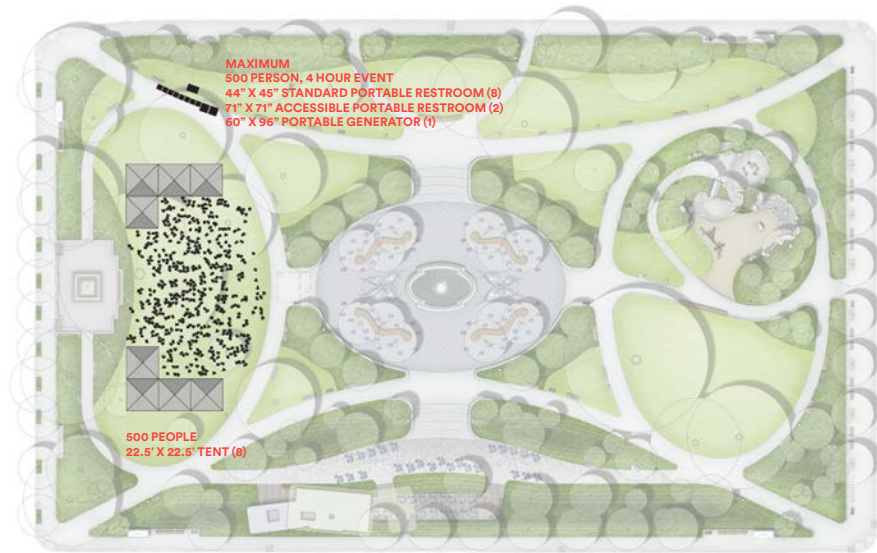 MAXIMUM
500 PERSON, 4 HOUR EVENT
44” X 45” STANDARD PORTABLE RESTROOM (8)
71” X 71” ACCESSIBLE PORTABLE RESTROOM (2)
60” X 96” PORTABLE GENERATOR (1)
500 PEOPLE
22.5’ X 22.5’ TENT (8)